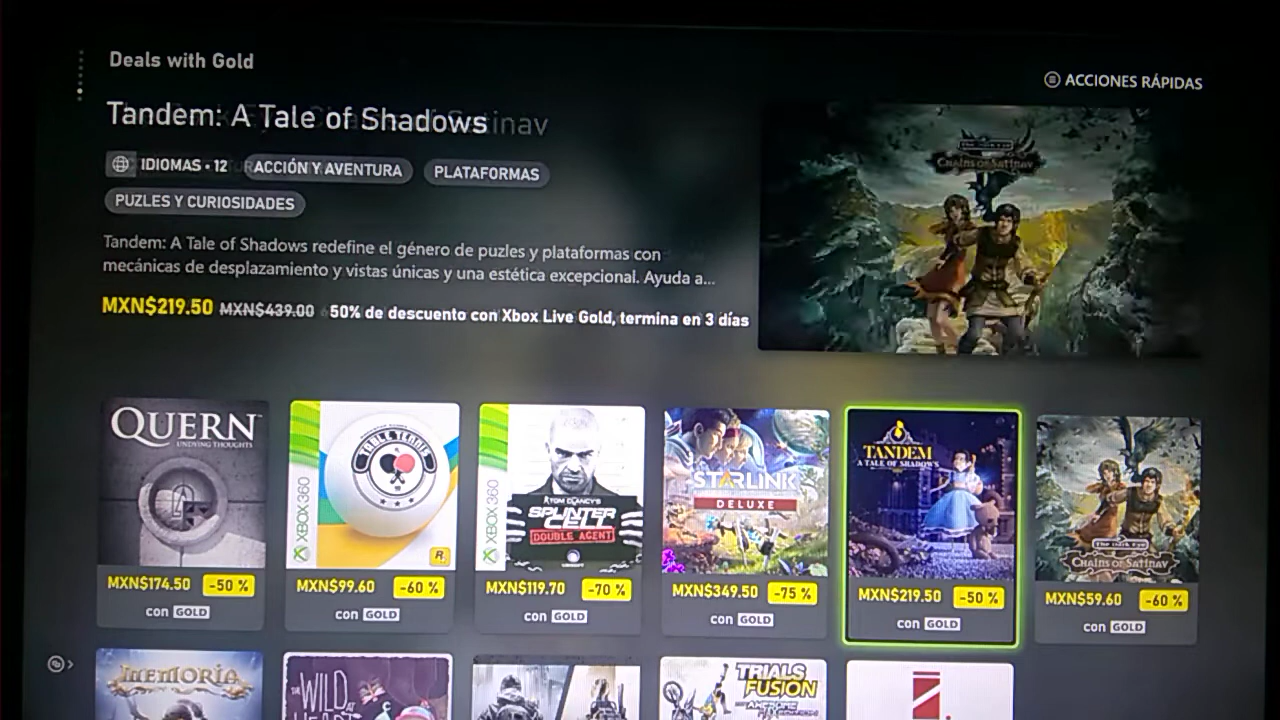 Deals with Gold
ACCIONES RÁPIDAS
Tandem: A Tale of Shadows
Satinav
IDIOMAS • 12
ACCIÓN Y AVENTURA
PLATAFORMAS
PUZLES Y CURIOSIDADES
Tandem: A Tale of Shadows redefine el género de puzles y plataformas con
mecánicas de desplazamiento y vistas únicas y una estética excepcional. Ayuda a...
MXN$219.50 MXN$439.00 50% de descuento con Xbox Live Gold, termina en 3 días
Chains of Satinav
QUERN
UNDYING THOUGHTS
MXN$174.50 -50 %
con GOLD
XBOX 360
TABLE TENNIS
R
MXN$99.60 -60 %
con GOLD
XBOX 360
TOM CLANCY'S
SPLINTER
CELL
DOUBLE AGENT
UBISOFT
MXN$119.70 -70 %
con GOLD
STARLINK
DELUXE
MXN$349.50 -75 %
con GOLD
TANDEM
A TALE OF SHADOWS
MXN$219.50 -50 %
con GOLD
The Dark Eye
Chains of Satinav
MXN$59.60 -60 %
con GOLD
MEMORIA
THE WILD
AT
HEART
TRIALS
FUSION
AWESOME